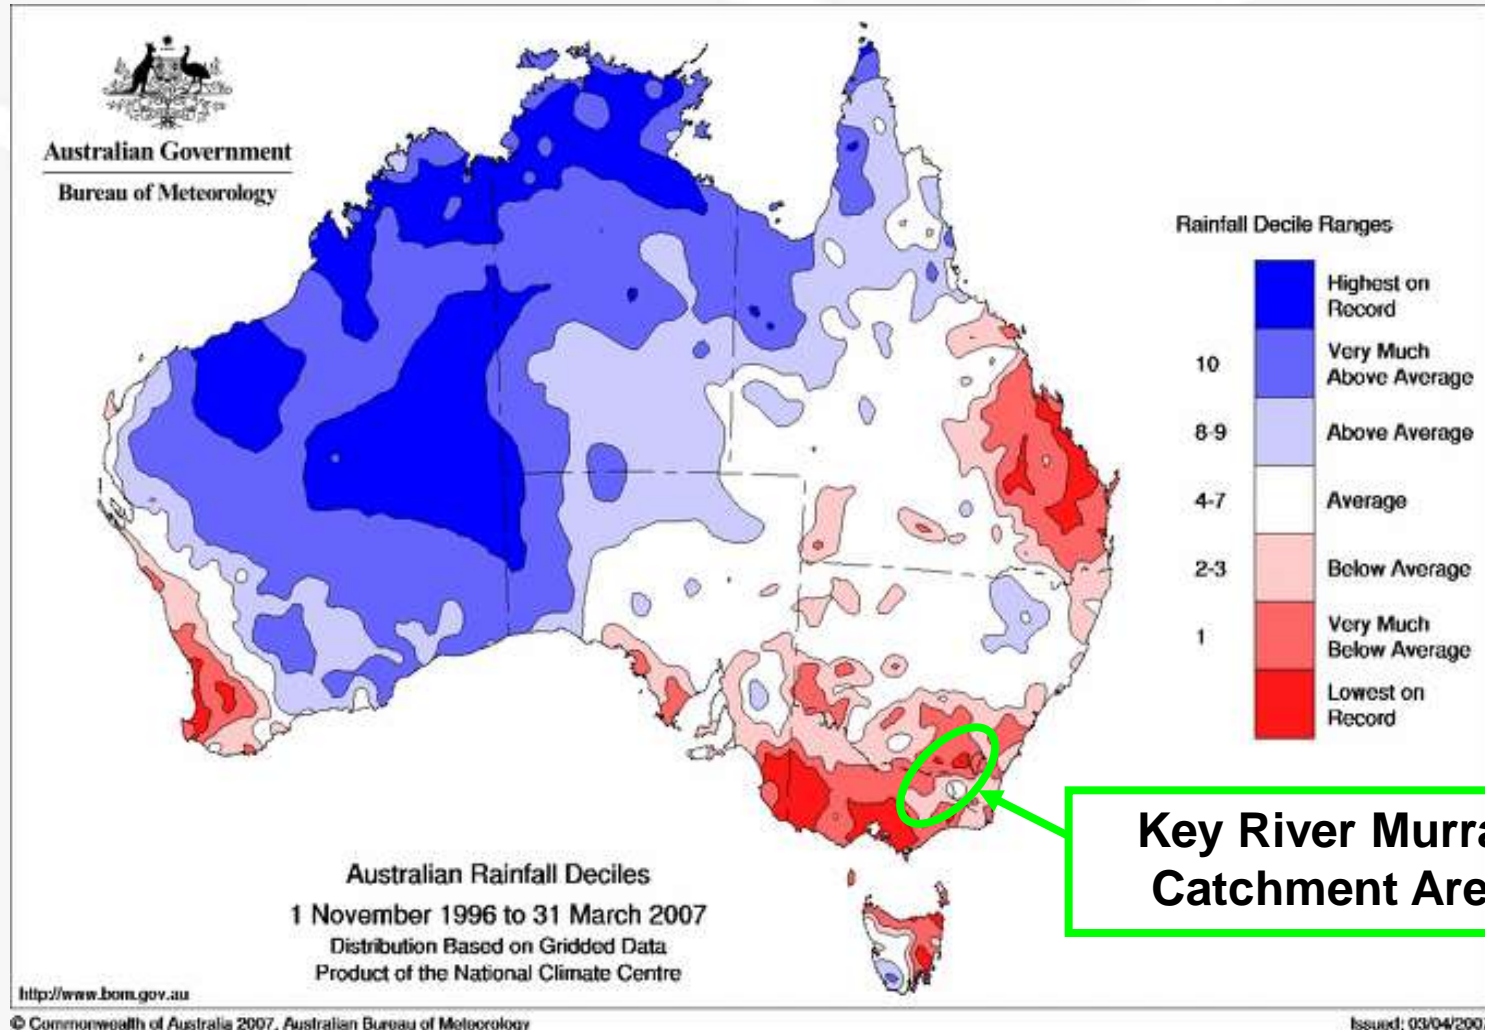 Australian Government
Bureau of Meteorology
Rainfall Decile Ranges
Highest on
Record
10
Very Much
Above Average
8-9
Above Average
4-7
Average
2-3
Below Average
1
Very Much
Below Average
Lowest on
Record
Key River Murra
Catchment Are
Australian Rainfall Deciles
1 November 1996 to 31 March 2007
Distribution Based on Gridded Data
Product of the National Climate Centre
http://www.bom.gov.au
© Commonwealth of Australia 2007, Australian Bureau of Meteorology
Issued: 03/04/2007